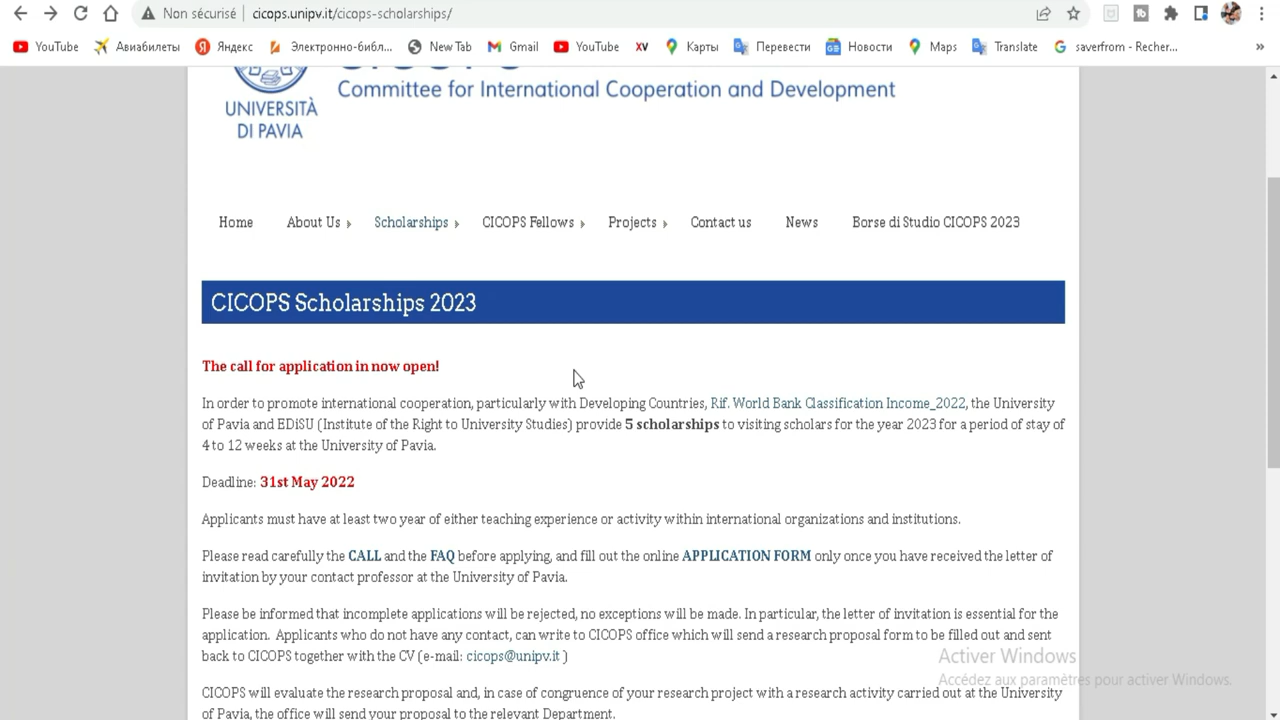 Non sécurisé cicops.unipv.it/cicops-scholarships/
YouTube Авиабилеты Яндекс Электронно-библ... New Tab Gmail YouTube XV Карты Перевести Новости Maps Translate saverfrom - Recher... »
UNIVERSITÀ
DI PAVIA
Committee for International Cooperation and Development
Home About Us Scholarships CICOPS Fellows Projects Contact us News Borse di Studio CICOPS 2023
CICOPS Scholarships 2023
The call for application in now open!
In order to promote international cooperation, particularly with Developing Countries, Rif. World Bank Classification Income_2022, the University
of Pavia and EDiSU (Institute of the Right to University Studies) provide 5 scholarships to visiting scholars for the year 2023 for a period of stay of
4 to 12 weeks at the University of Pavia.
Deadline: 31st May 2022
Applicants must have at least two year of either teaching experience or activity within international organizations and institutions.
Please read carefully the CALL and the FAQ before applying, and fill out the online APPLICATION FORM only once you have received the letter of
invitation by your contact professor at the University of Pavia.
Please be informed that incomplete applications will be rejected, no exceptions will be made. In particular, the letter of invitation is essential for the
application. Applicants who do not have any contact, can write to CICOPS office which will send a research proposal form to be filled out and sent
back to CICOPS together with the CV ( e-mail: cicops@unipv.it )
Activer Windows
Accédez aux paramètres pour activer Windows.
CICOPS will evaluate the research proposal and, in case of congruence of your research project with a research activity carried out at the University
of Pavia, the office will send your proposal to the relevant Department.